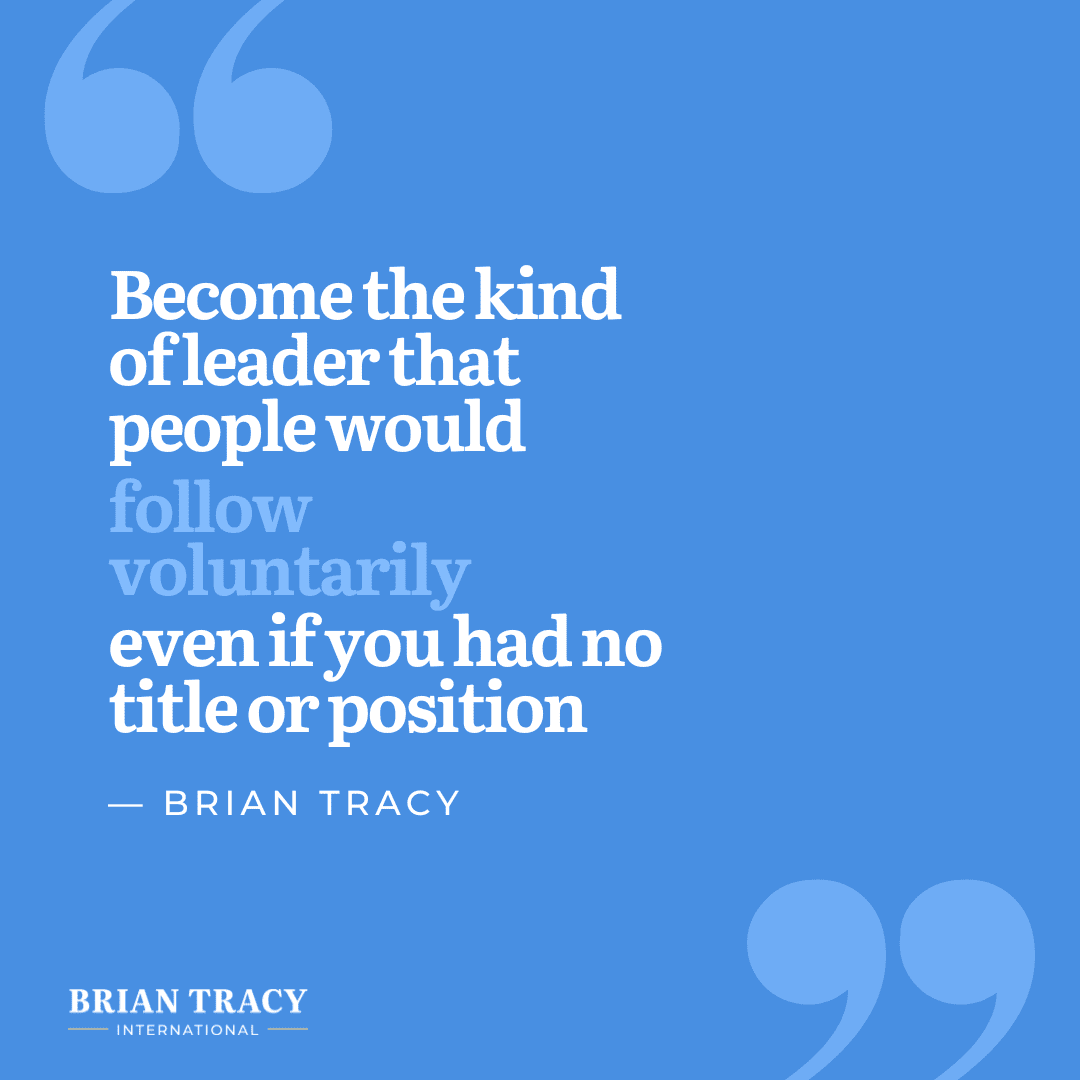 Become the kind
of leader that
people would
follow
voluntarily
even if you had no
title or position
— BRIAN TRACY
BRIAN TRACY
INTERNATIONAL